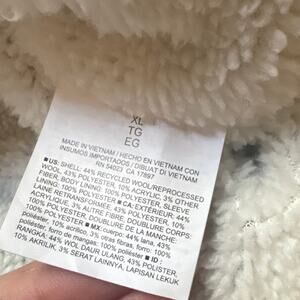 XL
TG
EG
MADE IN VIETNAM / HECHO EN VIETNAM CON
INSUMOS IMPORTADOS / DIBUAT DI VIETNAM
RN 54023 CA 17897
■ US: SHELL: 44% RECYCLED WOOL/REPROCESSED
WOOL, 43% POLYESTER, 10% ACRYLIC, 3% OTHER
FIBER, BODY LINING: 100% POLYESTER, SLEEVE
LINING: 100% POLYESTER ■ CA EXTÉRIEUR: 44%
LAINE RETRANSFORMÉE, 43% POLYESTER, 10%
ACRYLIQUE, 3% AUTRE FIBRE, DOUBLURE CORPS:
100% POLYESTER, DOUBLURE DE LA MANCHE:
100% POLYESTER ■ MX: cuerpo: 44% lana, 43%
poliéster, 10% acrílico, 3% otras fibras, forro: 100%
poliéster, forro de mangas: 100% poliéster ■ ID :
RANGKA: 44% WOL DAUR ULANG, 43% POLISTER,
10% AKRILIK, 3% SERAT LAINNYA, LAPISAN LEKUK